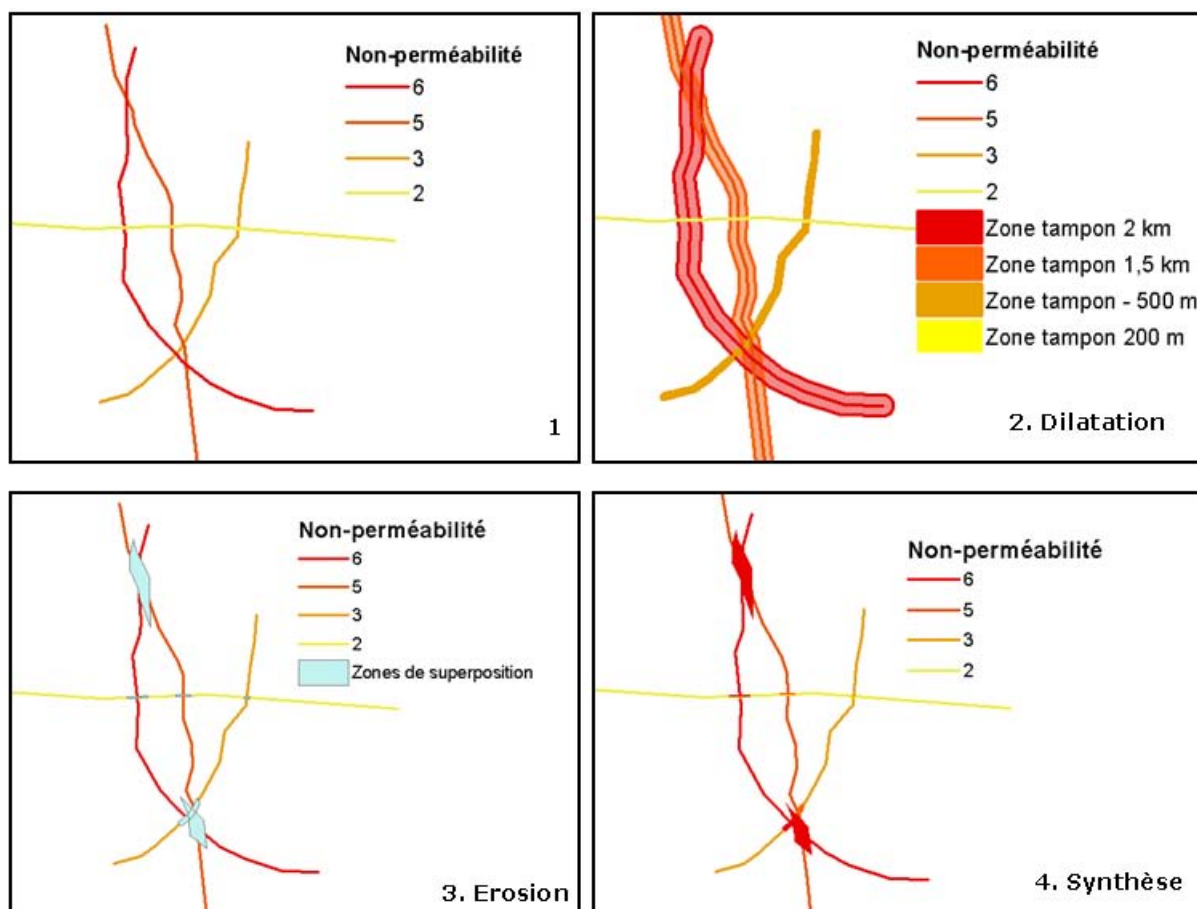 Non-perméabilité
6
5
3
2
1
Non-perméabilité
6
5
3
2
Zone tampon 2 km
Zone tampon 1,5 km
Zone tampon - 500 m
Zone tampon 200 m
2. Dilatation
Non-perméabilité
6
5
3
2
Zones de superposition
3. Erosion
Non-perméabilité
6
5
3
2
4. Synthèse